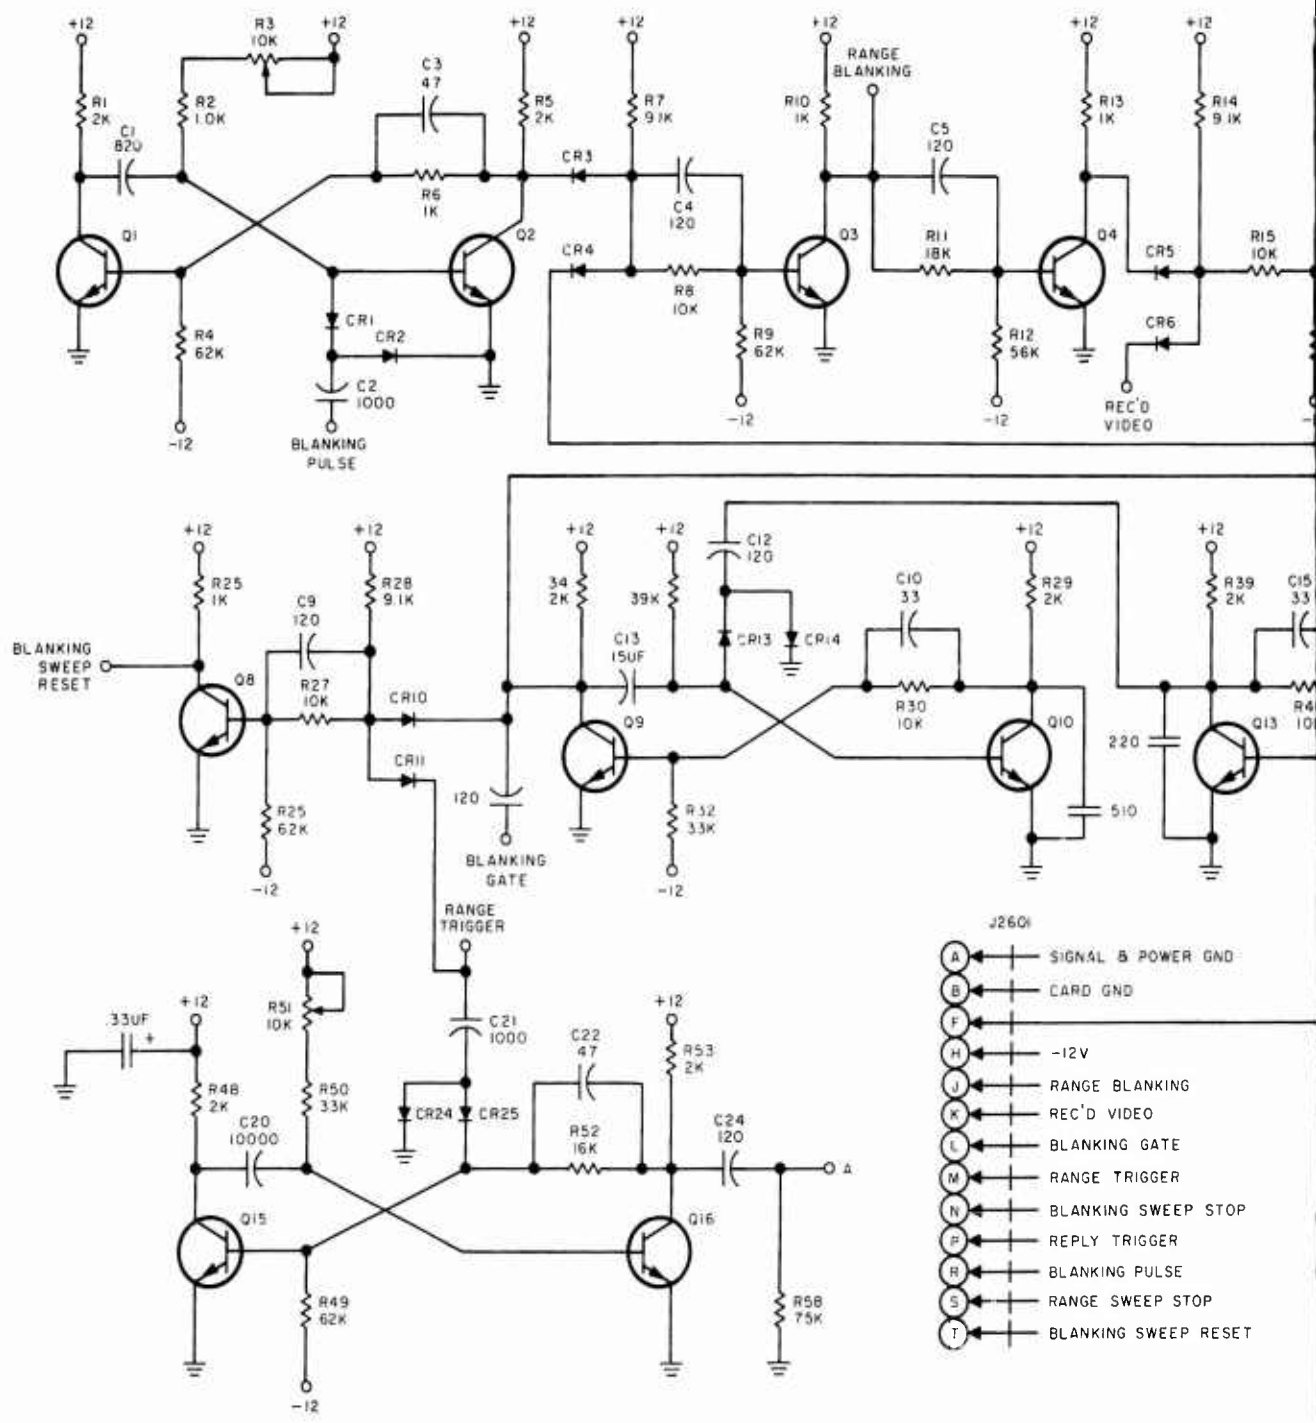 +12
R3
10K
+12
+12
+12
+12
+12
+12
RANGE
BLANKING
R1
2K
R2
1.0K
C3
47
R5
2K
R7
9.1K
R10
1K
R13
1K
R14
9.1K
C1
820
CR3
C5
120
R6
1K
C4
120
Q1
Q2
CR4
Q3
R11
18K
Q4
CR5
R15
10K
R8
10K
R4
62K
CR1
CR2
R9
62K
R12
56K
CR6
C2
1000
-12
-12
-12
REC'D
VIDEO
BLANKING
PULSE
+12
+12
+12
+12
C12
120
+12
+12
R25
1K
R28
9.1K
34
2K
39K
C10
33
R29
2K
R39
2K
C15
33
C9
120
C13
15UF
CR13
CR14
BLANKING
SWEEP
RESET
Q8
R27
10K
CR10
Q9
R30
10K
Q10
Q13
CR11
220
120
510
R25
62K
R32
33K
-12
BLANKING
GATE
-12
RANGE
TRIGGER
+12
J2601
A SIGNAL & POWER GND
B CARD GND
F
H -12V
J RANGE BLANKING
K REC'D VIDEO
L BLANKING GATE
M RANGE TRIGGER
N BLANKING SWEEP STOP
P REPLY TRIGGER
R BLANKING PULSE
S RANGE SWEEP STOP
T BLANKING SWEEP RESET
+12
+12
R51
10K
.33UF
+
C21
1000
C22
47
R53
2K
R48
2K
R50
33K
CR24
CR25
C20
10000
R52
16K
C24
120
A
Q15
Q16
R49
62K
R58
75K
-12